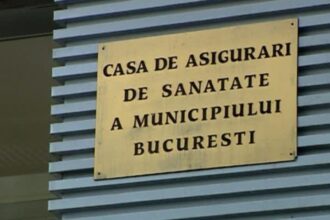 CASA DE ASIGURARI
DE SANATATE
A MUNICIPIULUI
BUCURESTI